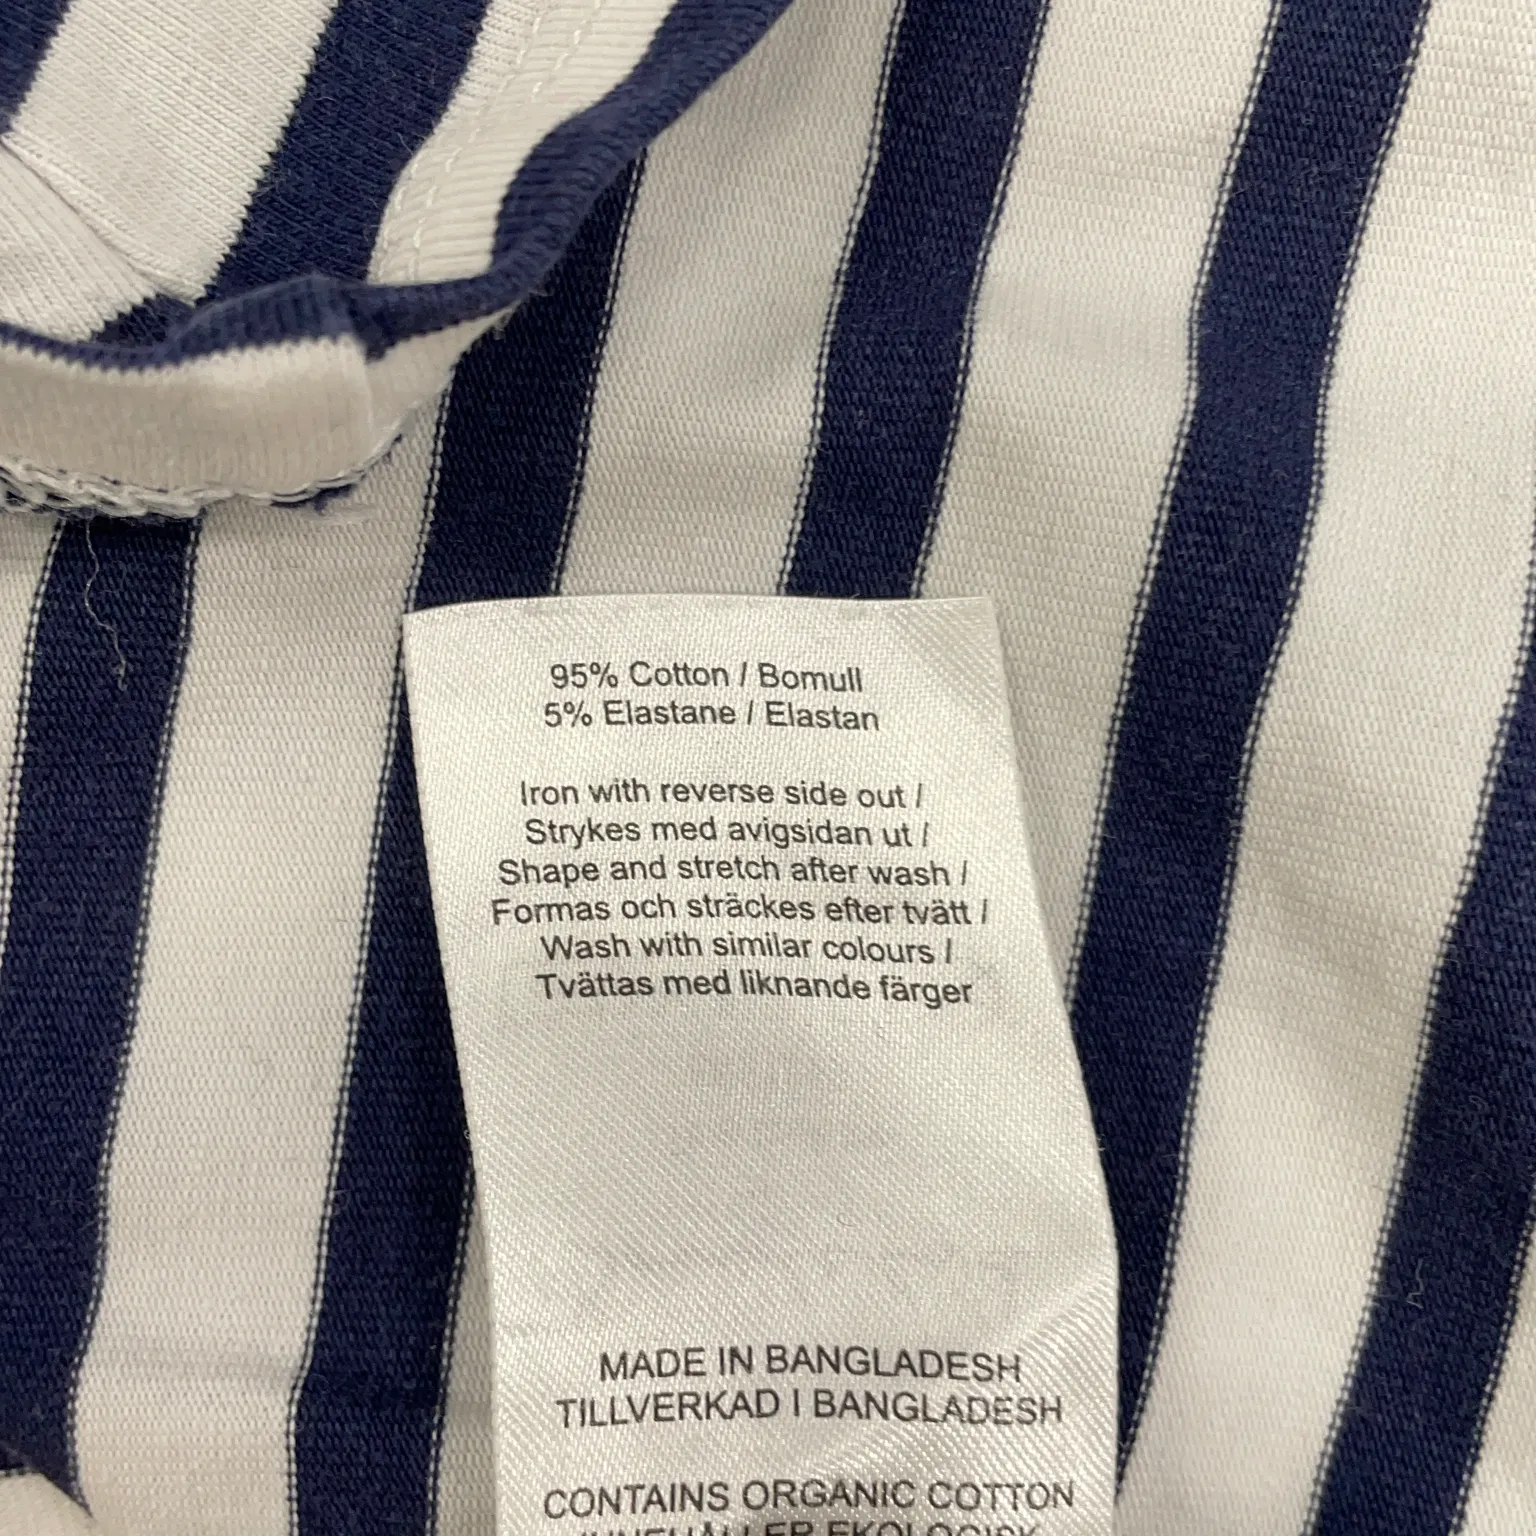 95% Cotton / Bomull
5% Elastane / Elastan
Iron with reverse side out /
Strykes med avigsidan ut /
Shape and stretch after wash /
Formas och sträckes efter tvätt /
Wash with similar colours /
Tvättas med liknande färger
MADE IN BANGLADESH
TILLVERKAD I BANGLADESH
CONTAINS ORGANIC COTTON
INNEHÅLLER EKOLOGISK